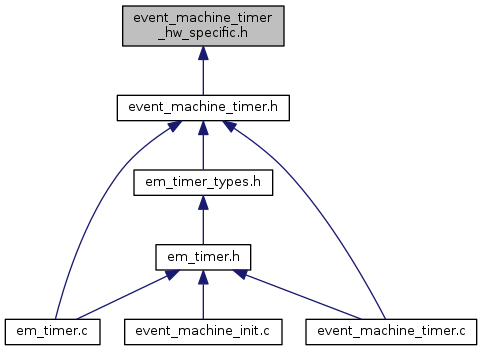 event_machine_timer
_hw_specific.h
event_machine_timer.h
em_timer_types.h
em_timer.h
em_timer.c
event_machine_init.c
event_machine_timer.c